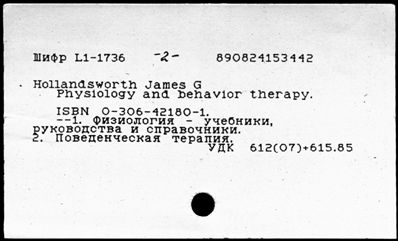 Шифр L1-1736 -2- 890824153442
Hollandsworth James G
Physiology and behavior therapy.
ISBN 0-306-42180-1.
--1. Физиология - учебники,
руководства и справочники.
2. Поведенческая терапия.
УДК 612(07)+615.85